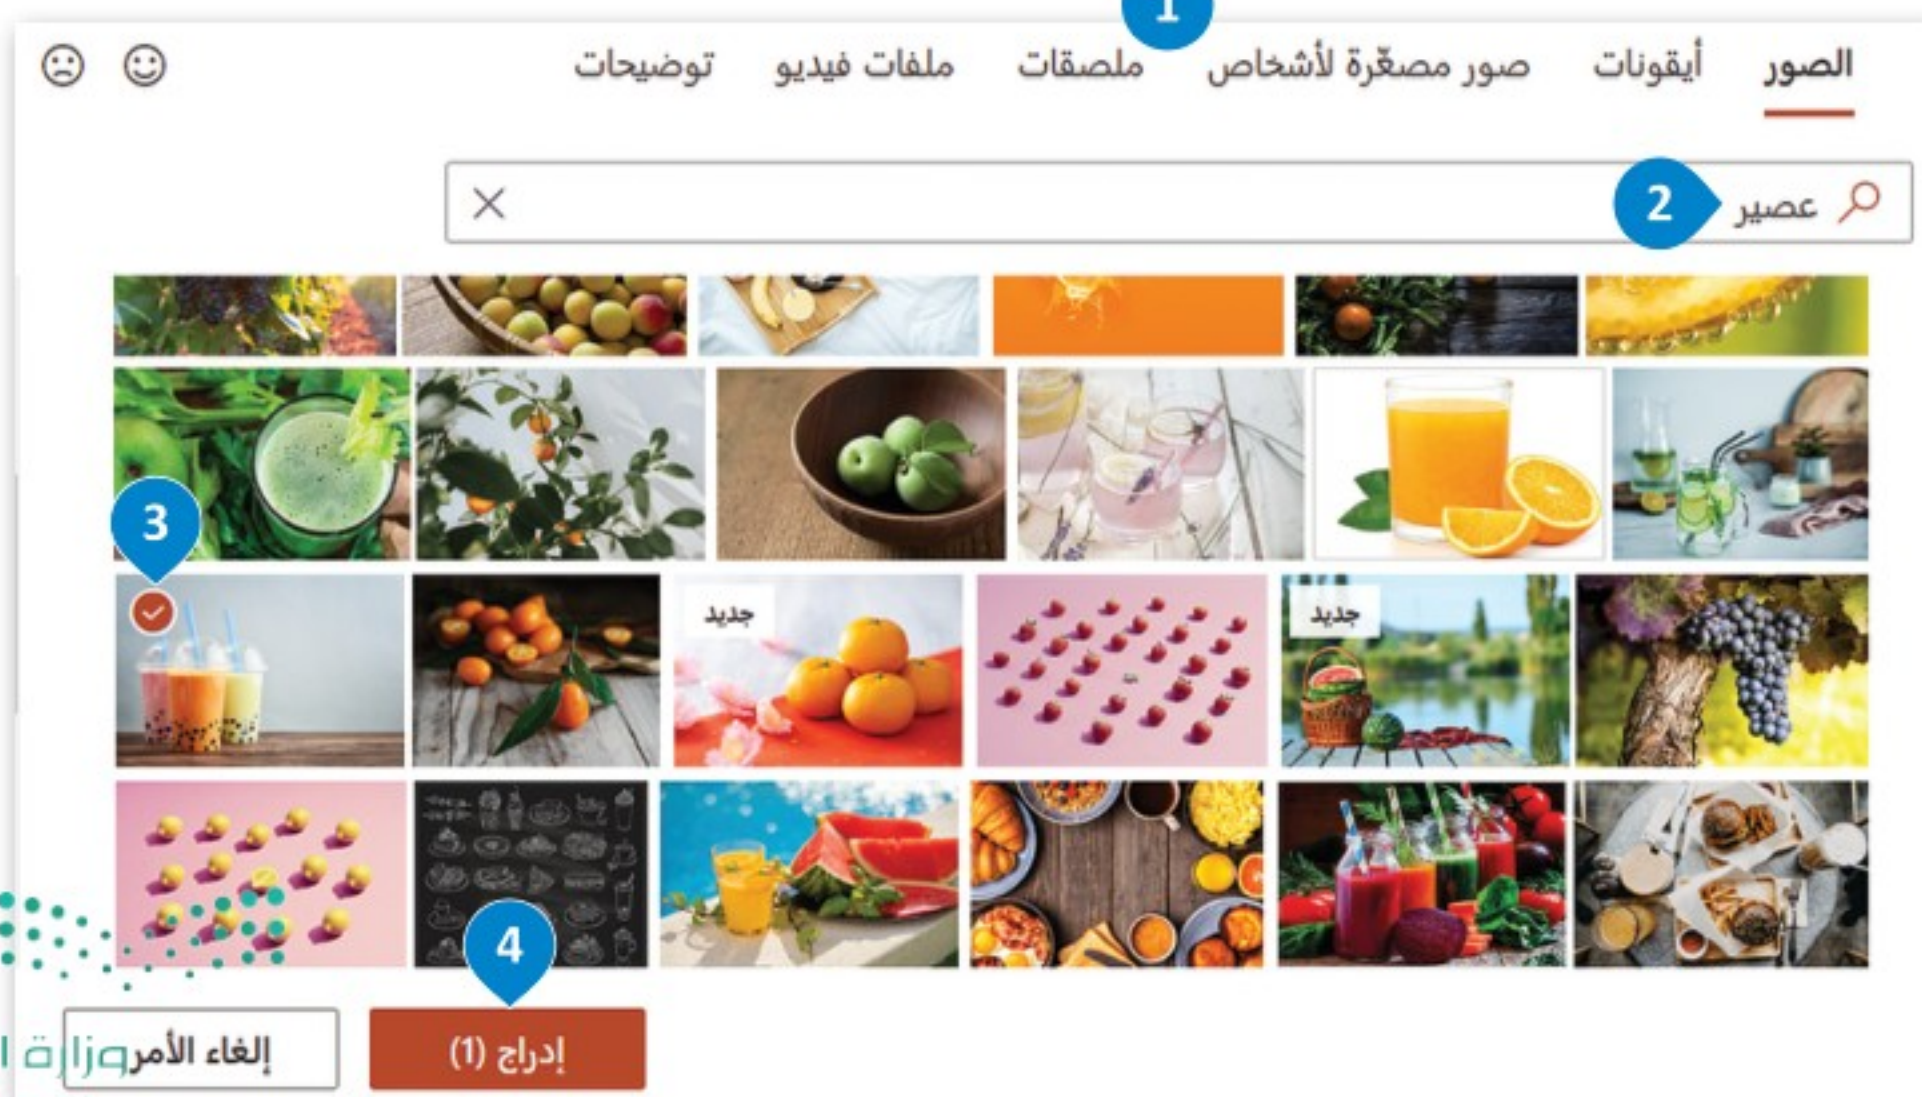 1
الصور أيقونات صور مصغّرة لأشخاص ملصقات ملفات فيديو توضيحات
عصير 2
3
جديد جديد
4
إدراج (1) إلغاء الأمر
وزارة